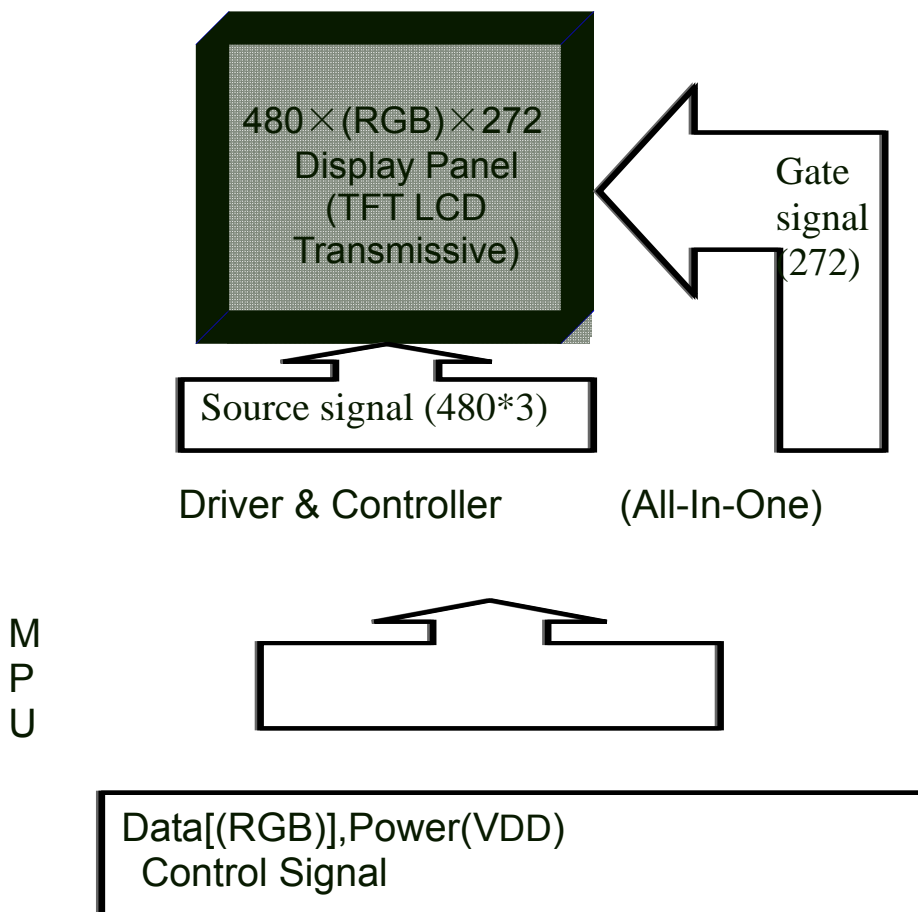 480×(RGB)×272
Display Panel
(TFT LCD
Transmissive)
Gate
signal
(272)
Source signal (480*3)
Driver & Controller (All-In-One)
M
P
U
Data[(RGB)],Power(VDD)
Control Signal